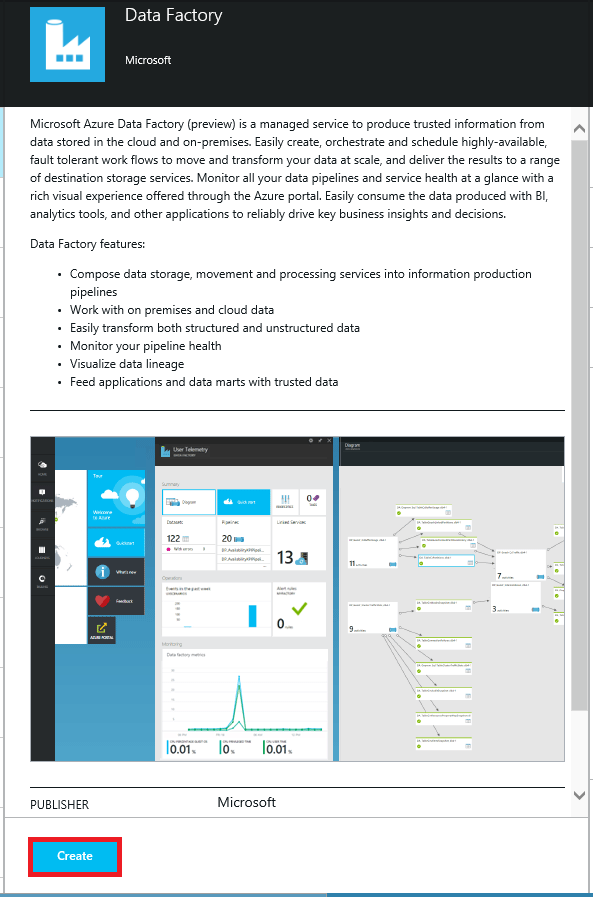 Data Factory
Microsoft
Microsoft Azure Data Factory (preview) is a managed service to produce trusted information from
data stored in the cloud and on-premises. Easily create, orchestrate and schedule highly-available,
fault tolerant work flows to move and transform your data at scale, and deliver the results to a range
of destination storage services. Monitor all your data pipelines and service health at a glance with a
rich visual experience offered through the Azure portal. Easily consume the data produced with BI,
analytics tools, and other applications to reliably drive key business insights and decisions.
Data Factory features:
• Compose data storage, movement and processing services into information production
pipelines
• Work with on premises and cloud data
• Easily transform both structured and unstructured data
• Monitor your pipeline health
• Visualize data lineage
• Feed applications and data marts with trusted data
Tour
Welcome
to Azure
Quickstart
What's new
Feedback
AZURE PORTAL
User Telemetry
DATA FACTORY
Summary
Diagram
Quick start
0
Datasets
122
With errors
Pipelines
20
Linked Services
13
Operations
Events in the past week
Alert rules
0
Monitoring
Data factory metrics
0.01 %
0 %
0.01 %
Diagram
11
7
3
9
PUBLISHER
Microsoft
Create